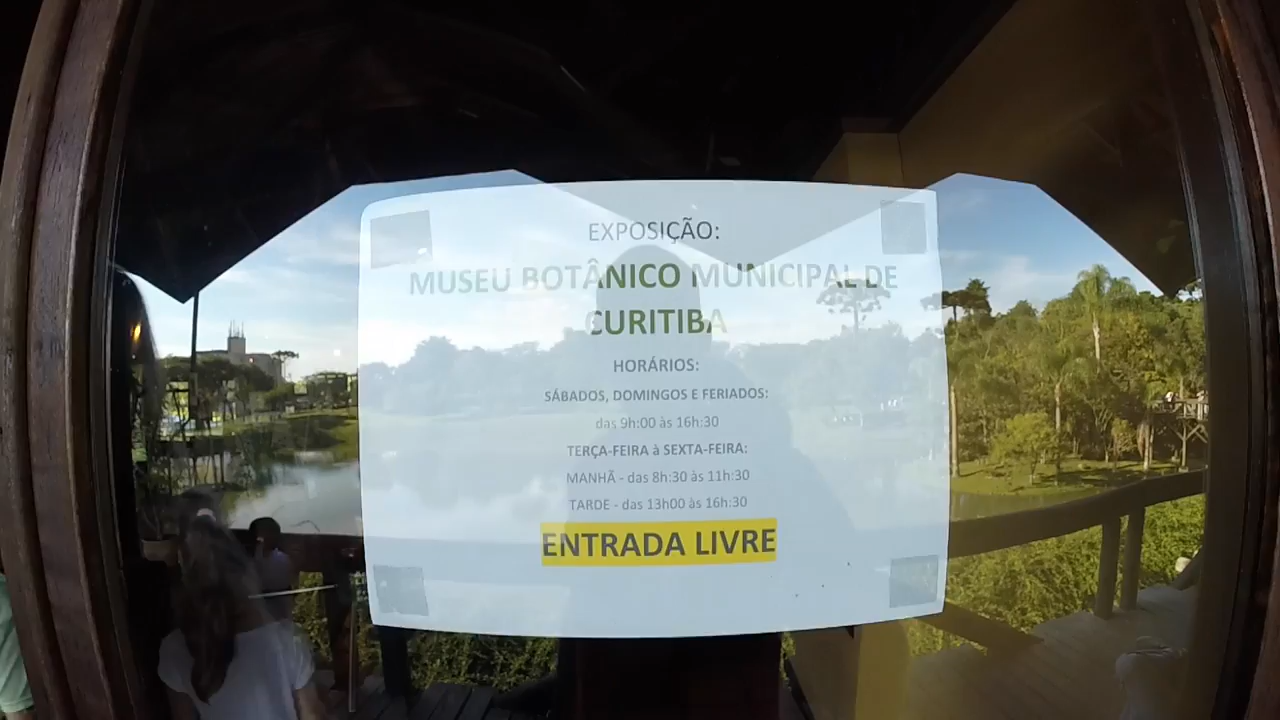 EXPOSIÇÃO:
MUSEU BOTÂNICO MUNICIPAL DE
CURITIBA
HORÁRIOS:
SÁBADOS, DOMINGOS E FERIADOS:
das 9h:00 às 16h:30
TERÇA-FEIRA à SEXTA-FEIRA:
MANHÃ - das 8h:30 às 11h:30
TARDE - das 13h00 às 16h:30
ENTRADA LIVRE